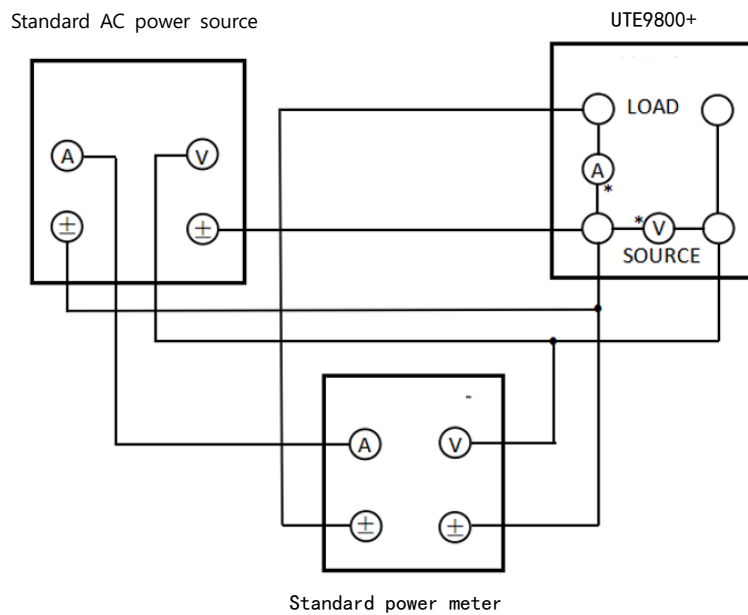 Standard AC power source
UTE9800+
LOAD
A
V
A
*
±
±
*
V
SOURCE
A
V
±
±
Standard power meter